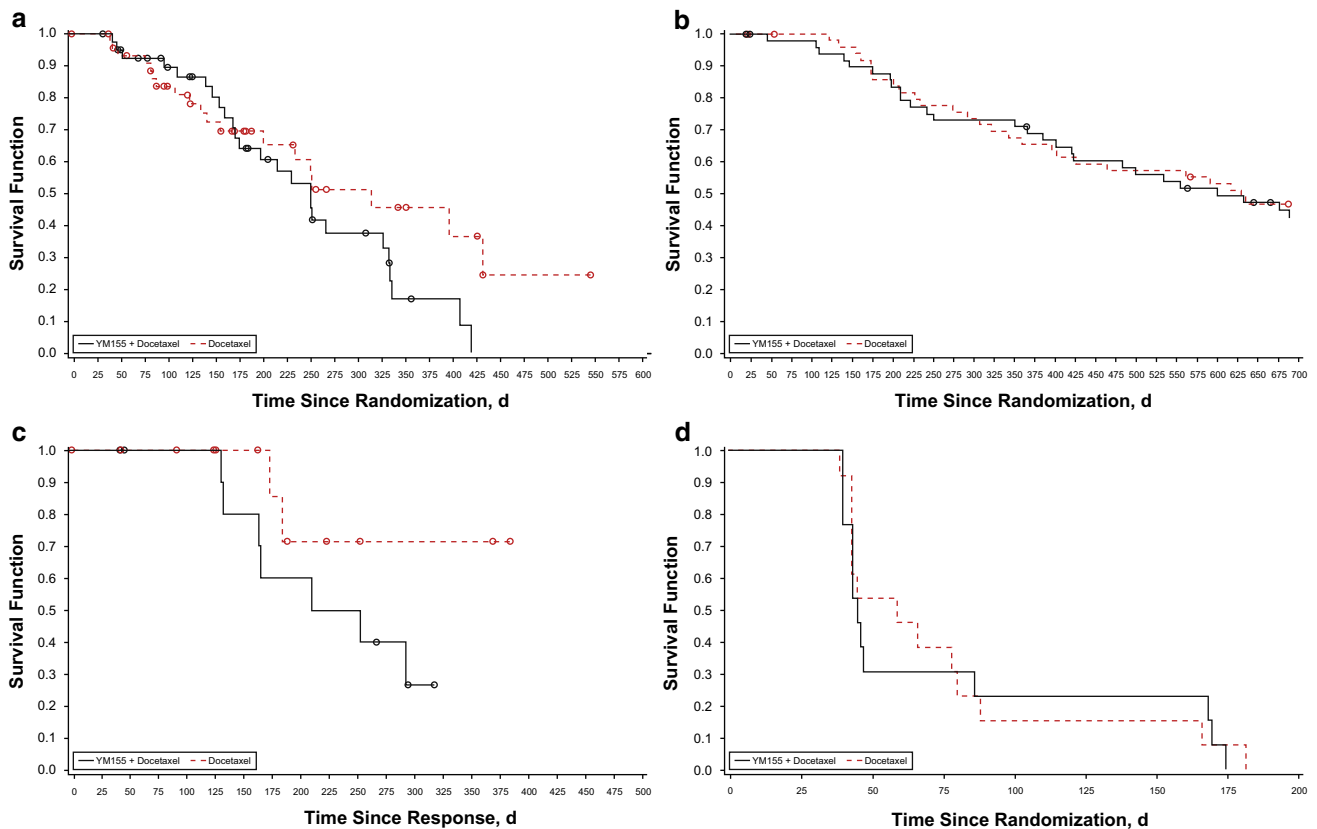 a
Survival Function
1.0
0.9
0.8
0.7
0.6
0.5
0.4
0.3
0.2
0.1
0.0
YM155 + Docetaxel Docetaxel
0 25 50 75 100 125 150 175 200 225 250 275 300 325 350 375 400 425 450 475 500 525 550 575 600
Time Since Randomization, d
b
Survival Function
1.0
0.9
0.8
0.7
0.6
0.5
0.4
0.3
0.2
0.1
0.0
YM155 + Docetaxel Docetaxel
0 25 50 75 100 125 150 175 200 225 250 275 300 325 350 375 400 425 450 475 500 525 550 575 600 625 650 675 700
Time Since Randomization, d
c
Survival Function
1.0
0.9
0.8
0.7
0.6
0.5
0.4
0.3
0.2
0.1
0.0
YM155 + Docetaxel Docetaxel
0 25 50 75 100 125 150 175 200 225 250 275 300 325 350 375 400 425 450 475 500
Time Since Response, d
d
Survival Function
1.0
0.9
0.8
0.7
0.6
0.5
0.4
0.3
0.2
0.1
0.0
YM155 + Docetaxel Docetaxel
0 25 50 75 100 125 150 175 200
Time Since Randomization, d